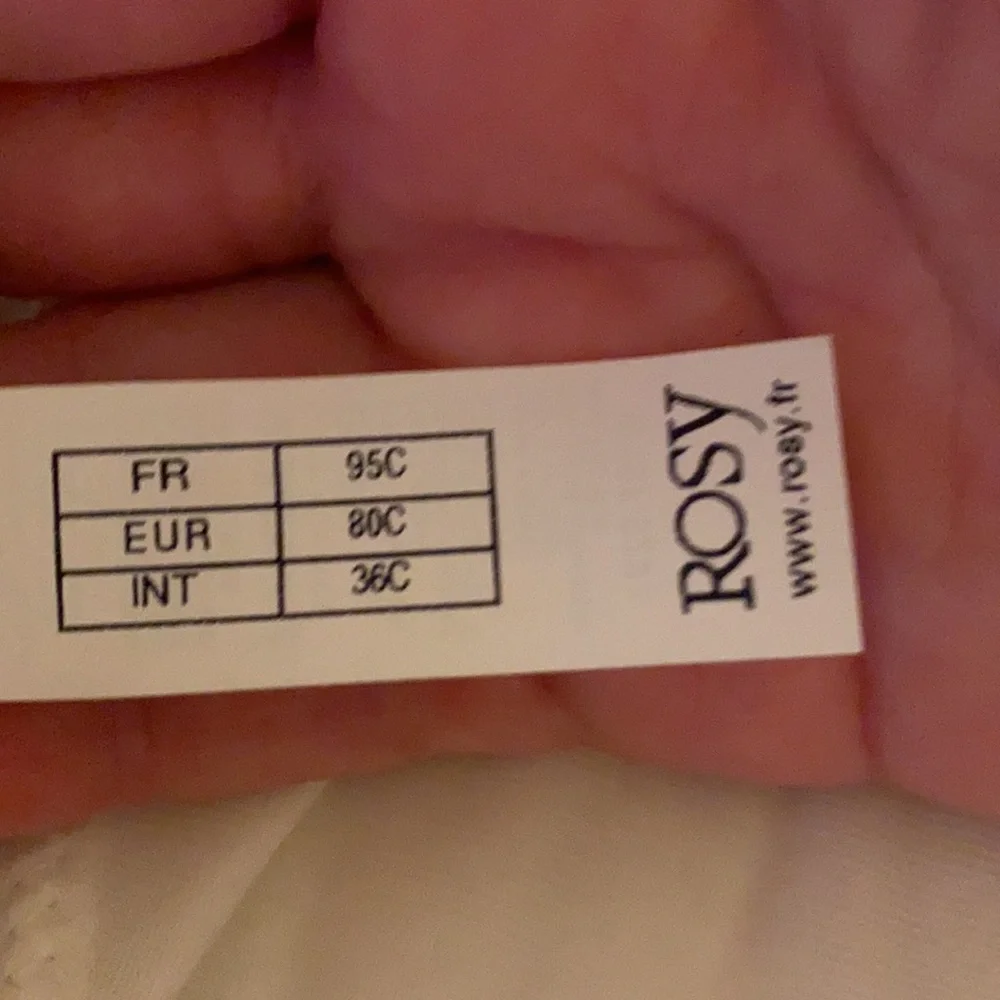 FR 95C
EUR 80C
INT 36C
ROSY
www.rosy.fr